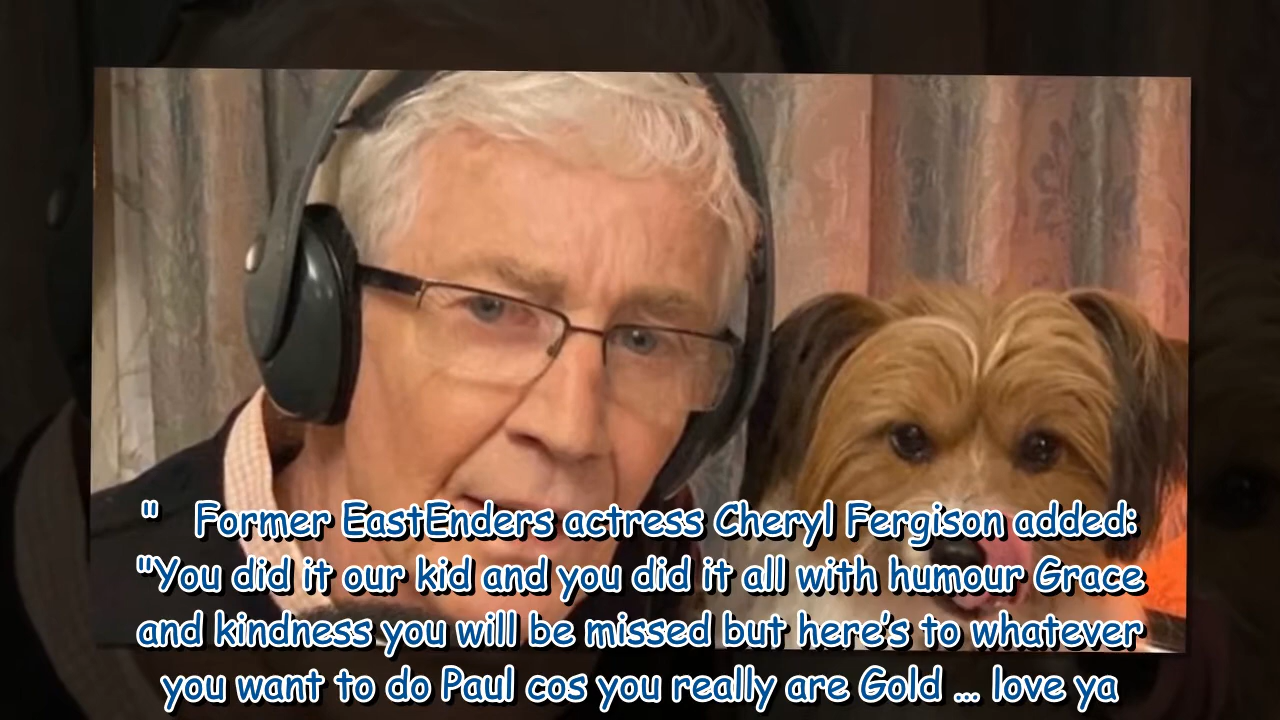 " Former EastEnders actress Cheryl Fergison added:
"You did it our kid and you did it all with humour Grace
and kindness you will be missed but here’s to whatever
you want to do Paul cos you really are Gold ... love ya